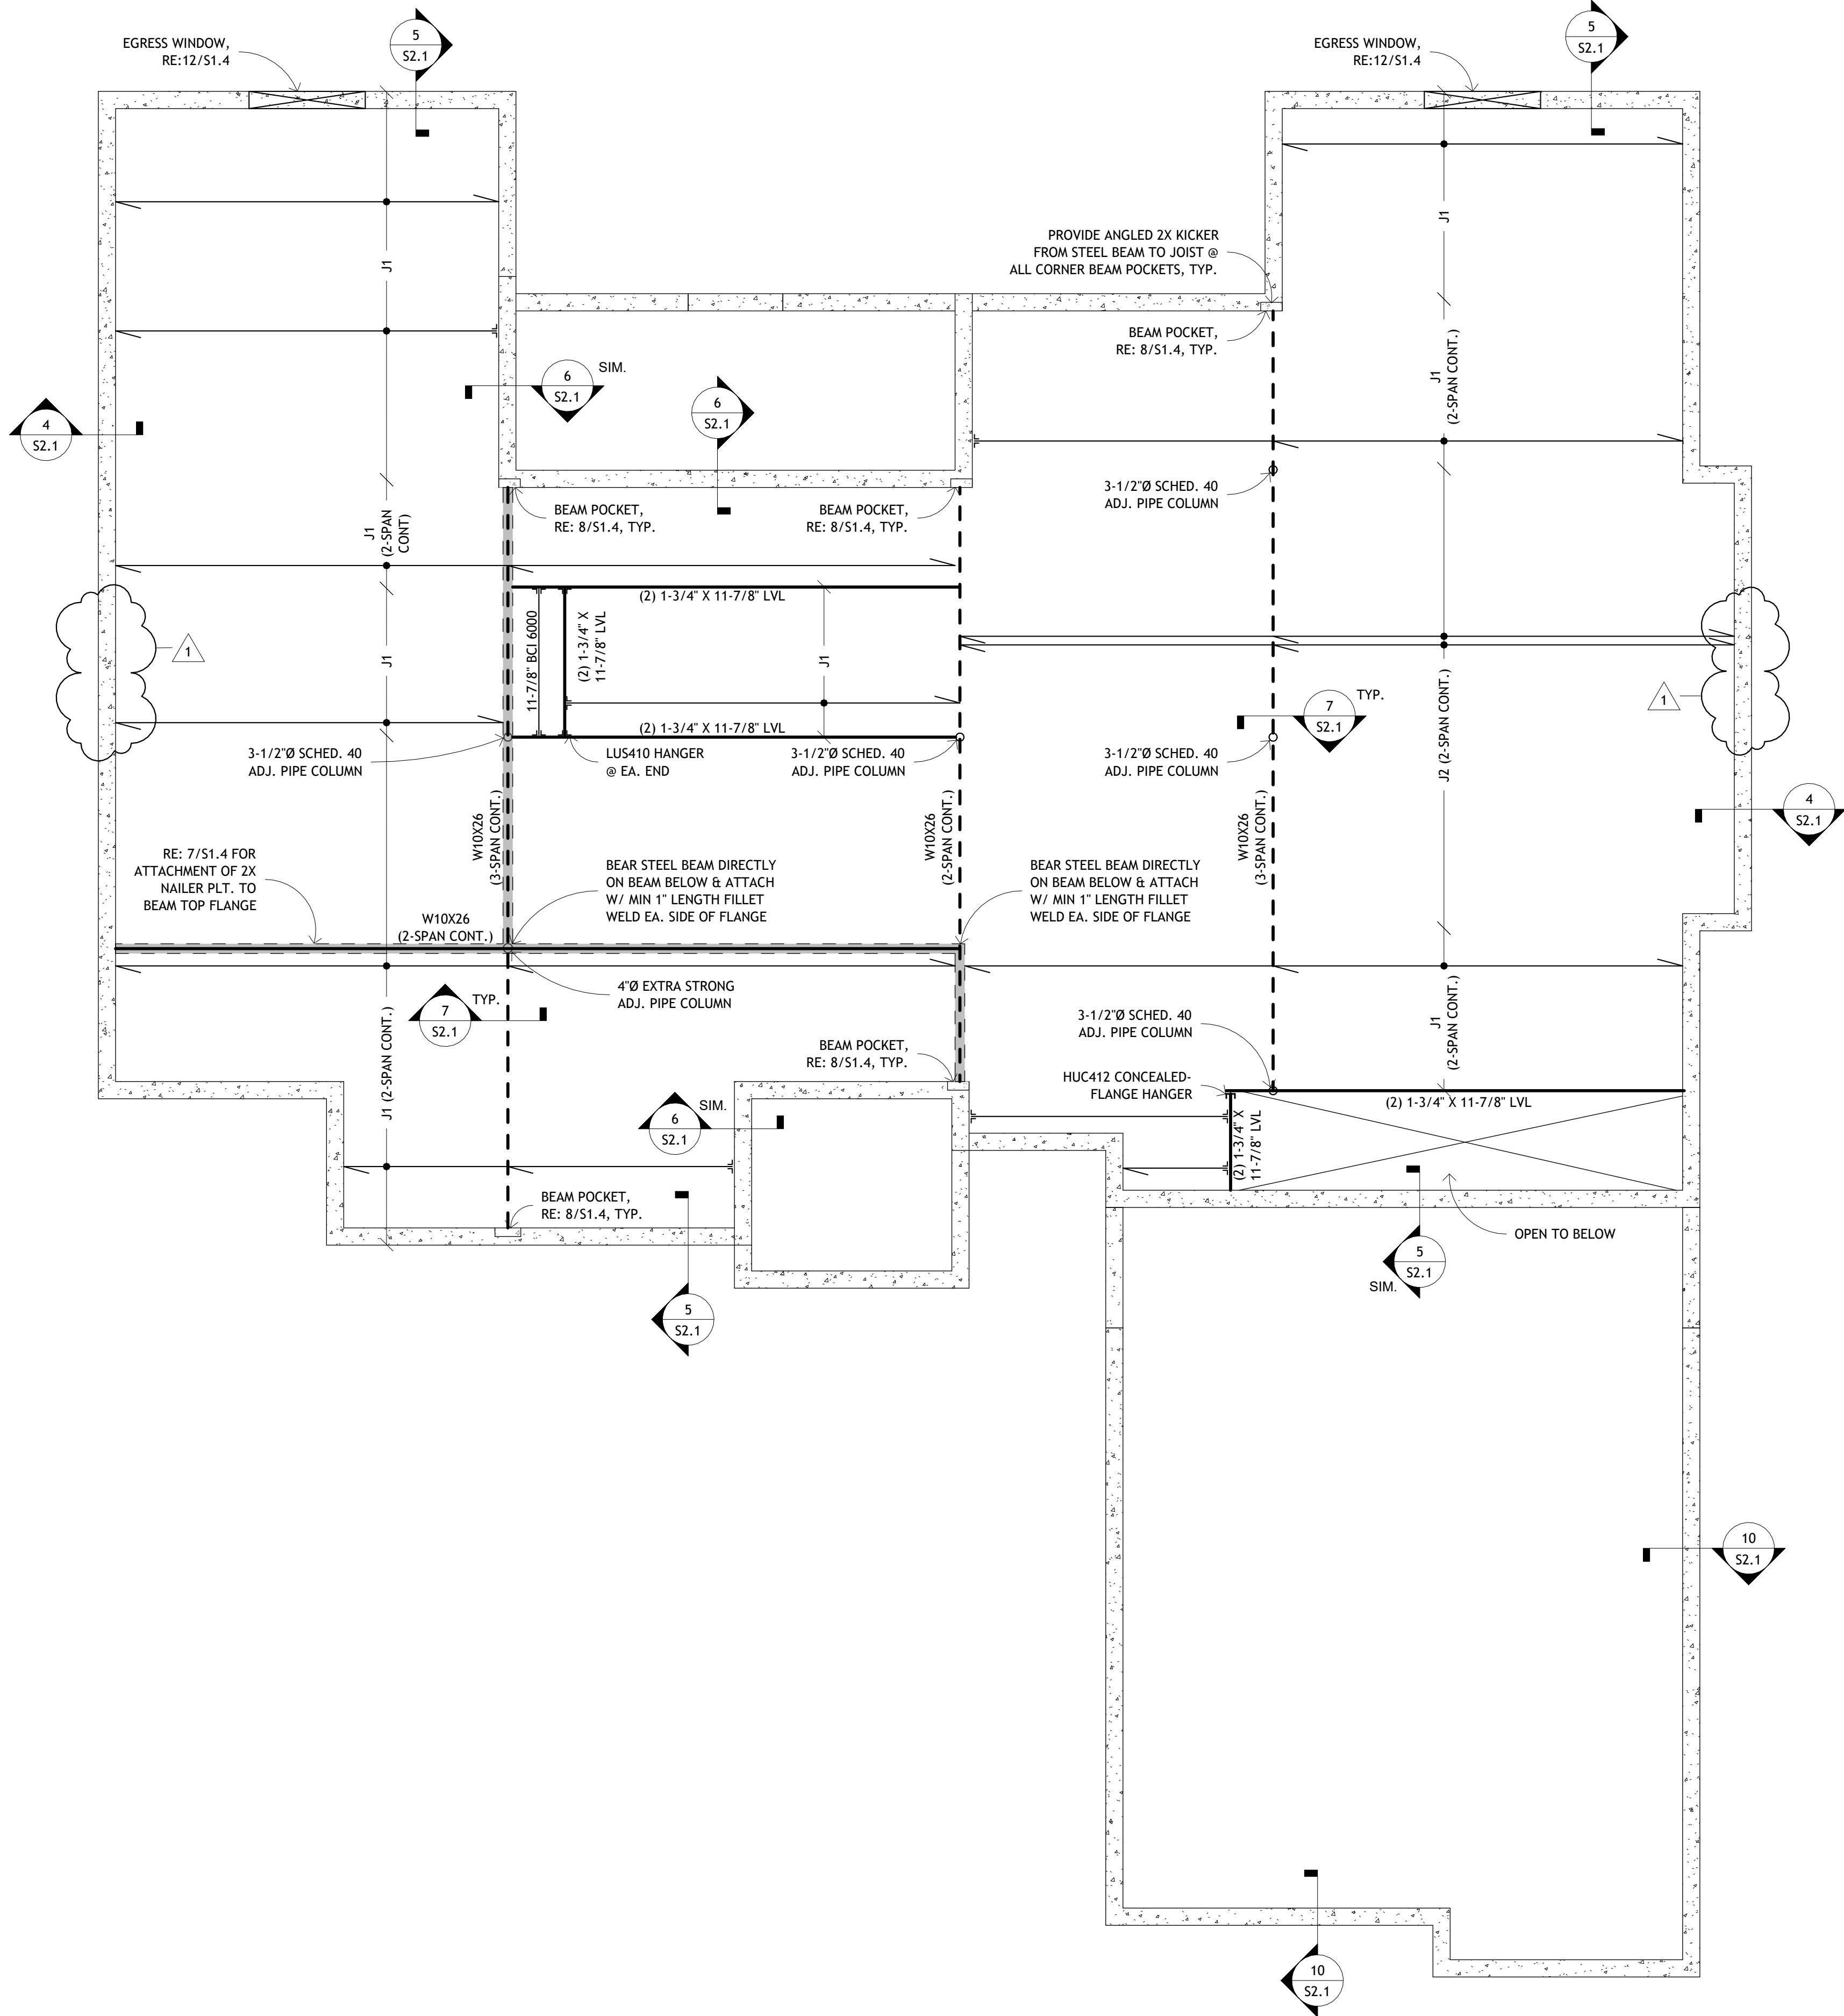 5
S2.1
EGRESS WINDOW,
RE:12/S1.4
5
S2.1
EGRESS WINDOW,
RE:12/S1.4
J1
J1
PROVIDE ANGLED 2X KICKER
FROM STEEL BEAM TO JOIST @
ALL CORNER BEAM POCKETS, TYP.
BEAM POCKET,
RE: 8/S1.4, TYP.
J1
(2-SPAN CONT.)
6
S2.1
SIM.
6
S2.1
4
S2.1
3-1/2"Ø SCHED. 40
ADJ. PIPE COLUMN
BEAM POCKET,
RE: 8/S1.4, TYP.
BEAM POCKET,
RE: 8/S1.4, TYP.
J1
(2-SPAN
CONT)
(2) 1-3/4" X 11-7/8" LVL
11-7/8" BCI 6000
(2) 1-3/4" X
11-7/8" LVL
J1
J1
1
1
(2) 1-3/4" X 11-7/8" LVL
7
S2.1
TYP.
J2 (2-SPAN CONT.)
3-1/2"Ø SCHED. 40
ADJ. PIPE COLUMN
LUS410 HANGER
@ EA. END
3-1/2"Ø SCHED. 40
ADJ. PIPE COLUMN
3-1/2"Ø SCHED. 40
ADJ. PIPE COLUMN
4
S2.1
W10X26
(3-SPAN CONT.)
W10X26
(2-SPAN CONT.)
W10X26
(3-SPAN CONT.)
RE: 7/S1.4 FOR
ATTACHMENT OF 2X
NAILER PLT. TO
BEAM TOP FLANGE
BEAR STEEL BEAM DIRECTLY
ON BEAM BELOW & ATTACH
W/ MIN 1" LENGTH FILLET
WELD EA. SIDE OF FLANGE
BEAR STEEL BEAM DIRECTLY
ON BEAM BELOW & ATTACH
W/ MIN 1" LENGTH FILLET
WELD EA. SIDE OF FLANGE
W10X26
(2-SPAN CONT.)
4"Ø EXTRA STRONG
ADJ. PIPE COLUMN
7
S2.1
TYP.
J1 (2-SPAN CONT.)
3-1/2"Ø SCHED. 40
ADJ. PIPE COLUMN
J1
(2-SPAN CONT.)
BEAM POCKET,
RE: 8/S1.4, TYP.
HUC412 CONCEALED-
FLANGE HANGER
(2) 1-3/4" X 11-7/8" LVL
6
S2.1
SIM.
(2) 1-3/4" X
11-7/8" LVL
BEAM POCKET,
RE: 8/S1.4, TYP.
OPEN TO BELOW
5
S2.1
SIM.
5
S2.1
10
S2.1
10
S2.1